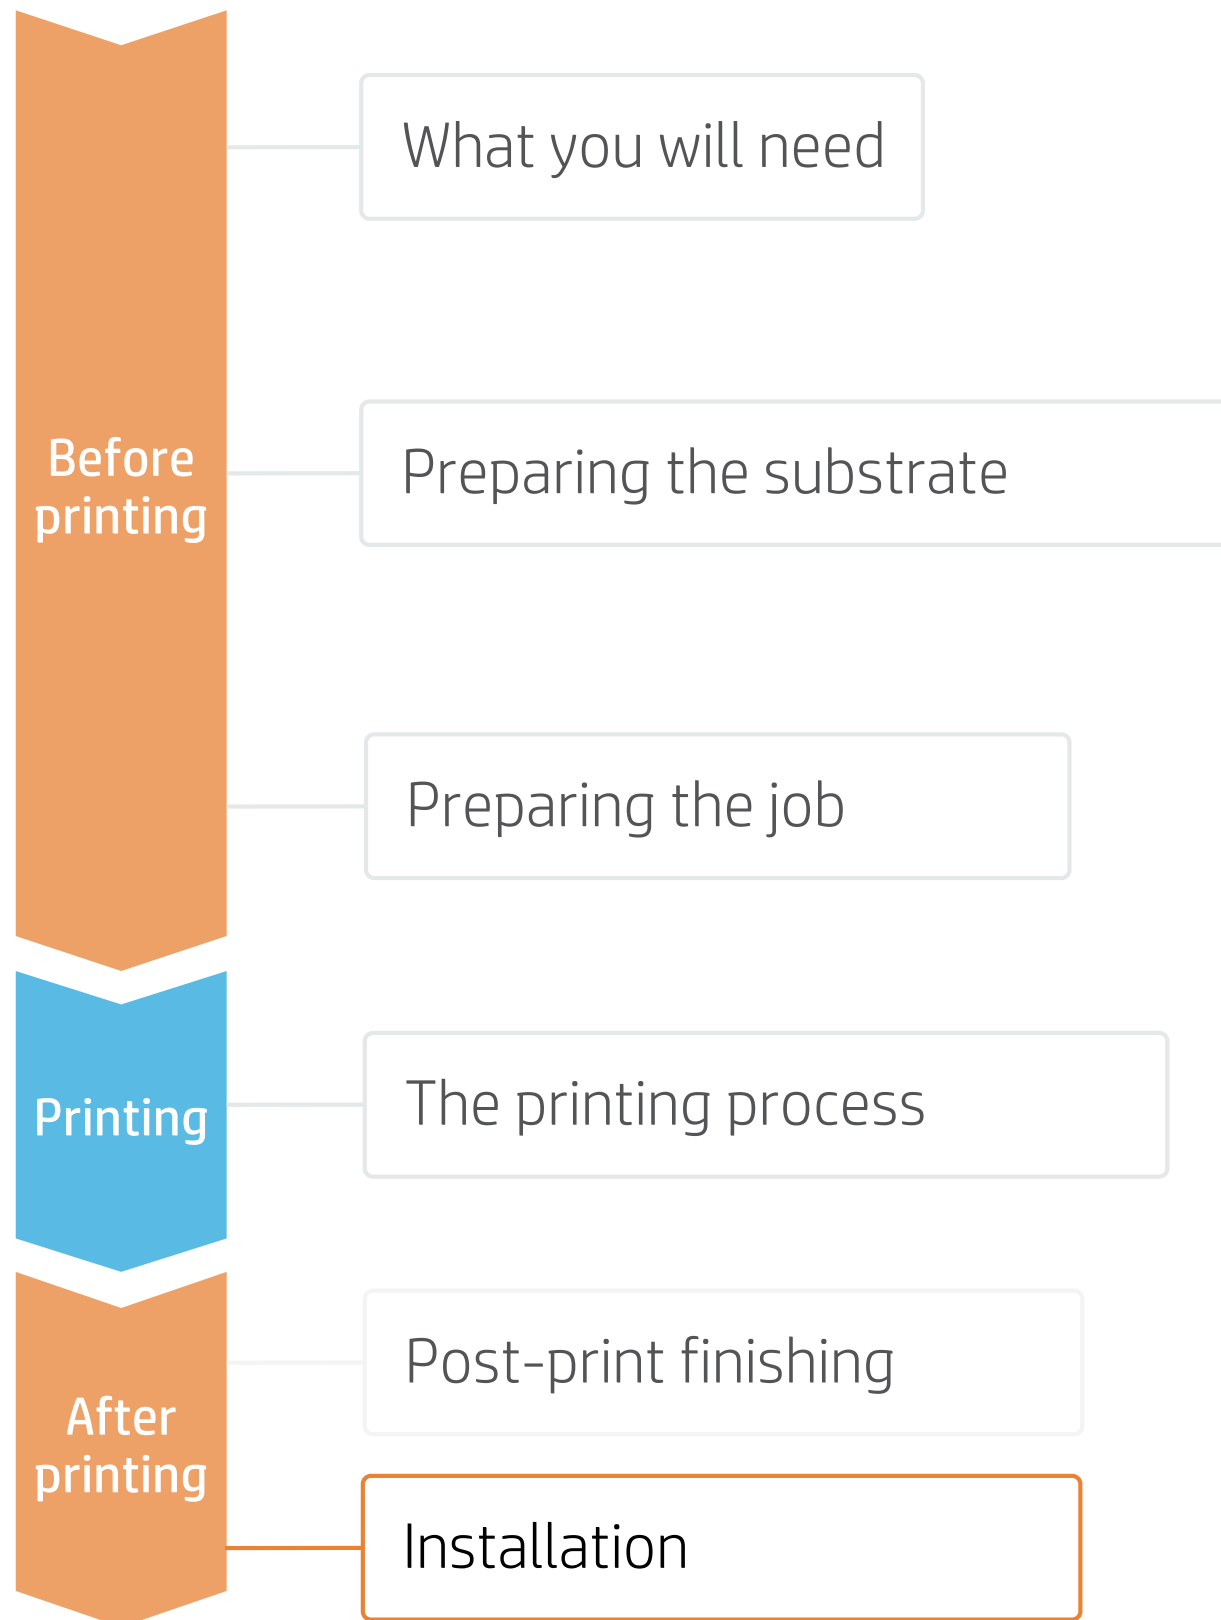 What you will need
Before
printing
Preparing the substrate
Preparing the job
Printing
The printing process
After
printing
Post-print finishing
Installation